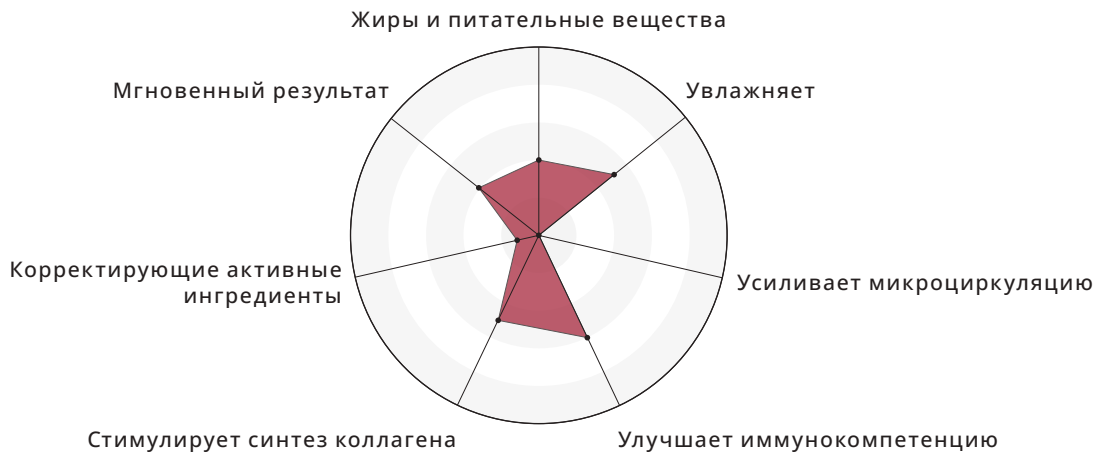 Жиры и питательные вещества
Мгновенный результат
Увлажняет
Корректирующие активные
ингредиенты
Усиливает микроциркуляцию
Стимулирует синтез коллагена
Улучшает иммунокомпетенцию